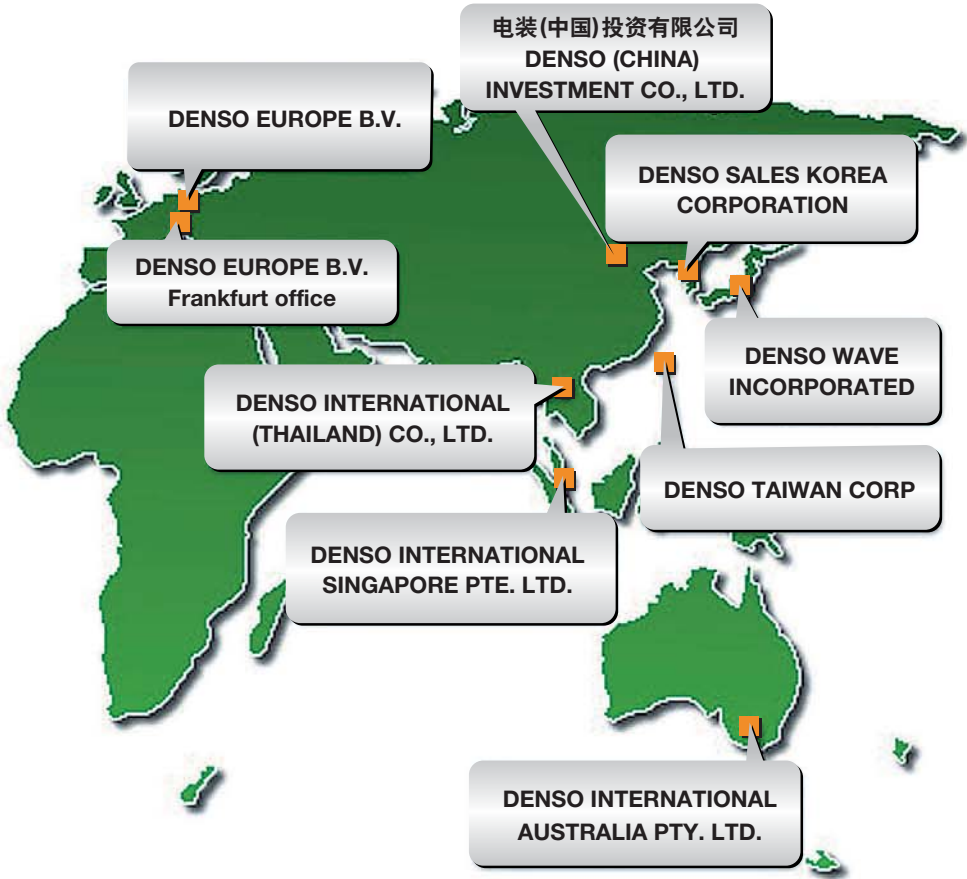 电装(中国)投资有限公司
DENSO (CHINA)
INVESTMENT CO., LTD.
DENSO EUROPE B.V.
DENSO SALES KOREA
CORPORATION
DENSO EUROPE B.V.
Frankfurt office
DENSO WAVE
INCORPORATED
DENSO INTERNATIONAL
(THAILAND) CO., LTD.
DENSO TAIWAN CORP
DENSO INTERNATIONAL
SINGAPORE PTE. LTD.
DENSO INTERNATIONAL
AUSTRALIA PTY. LTD.